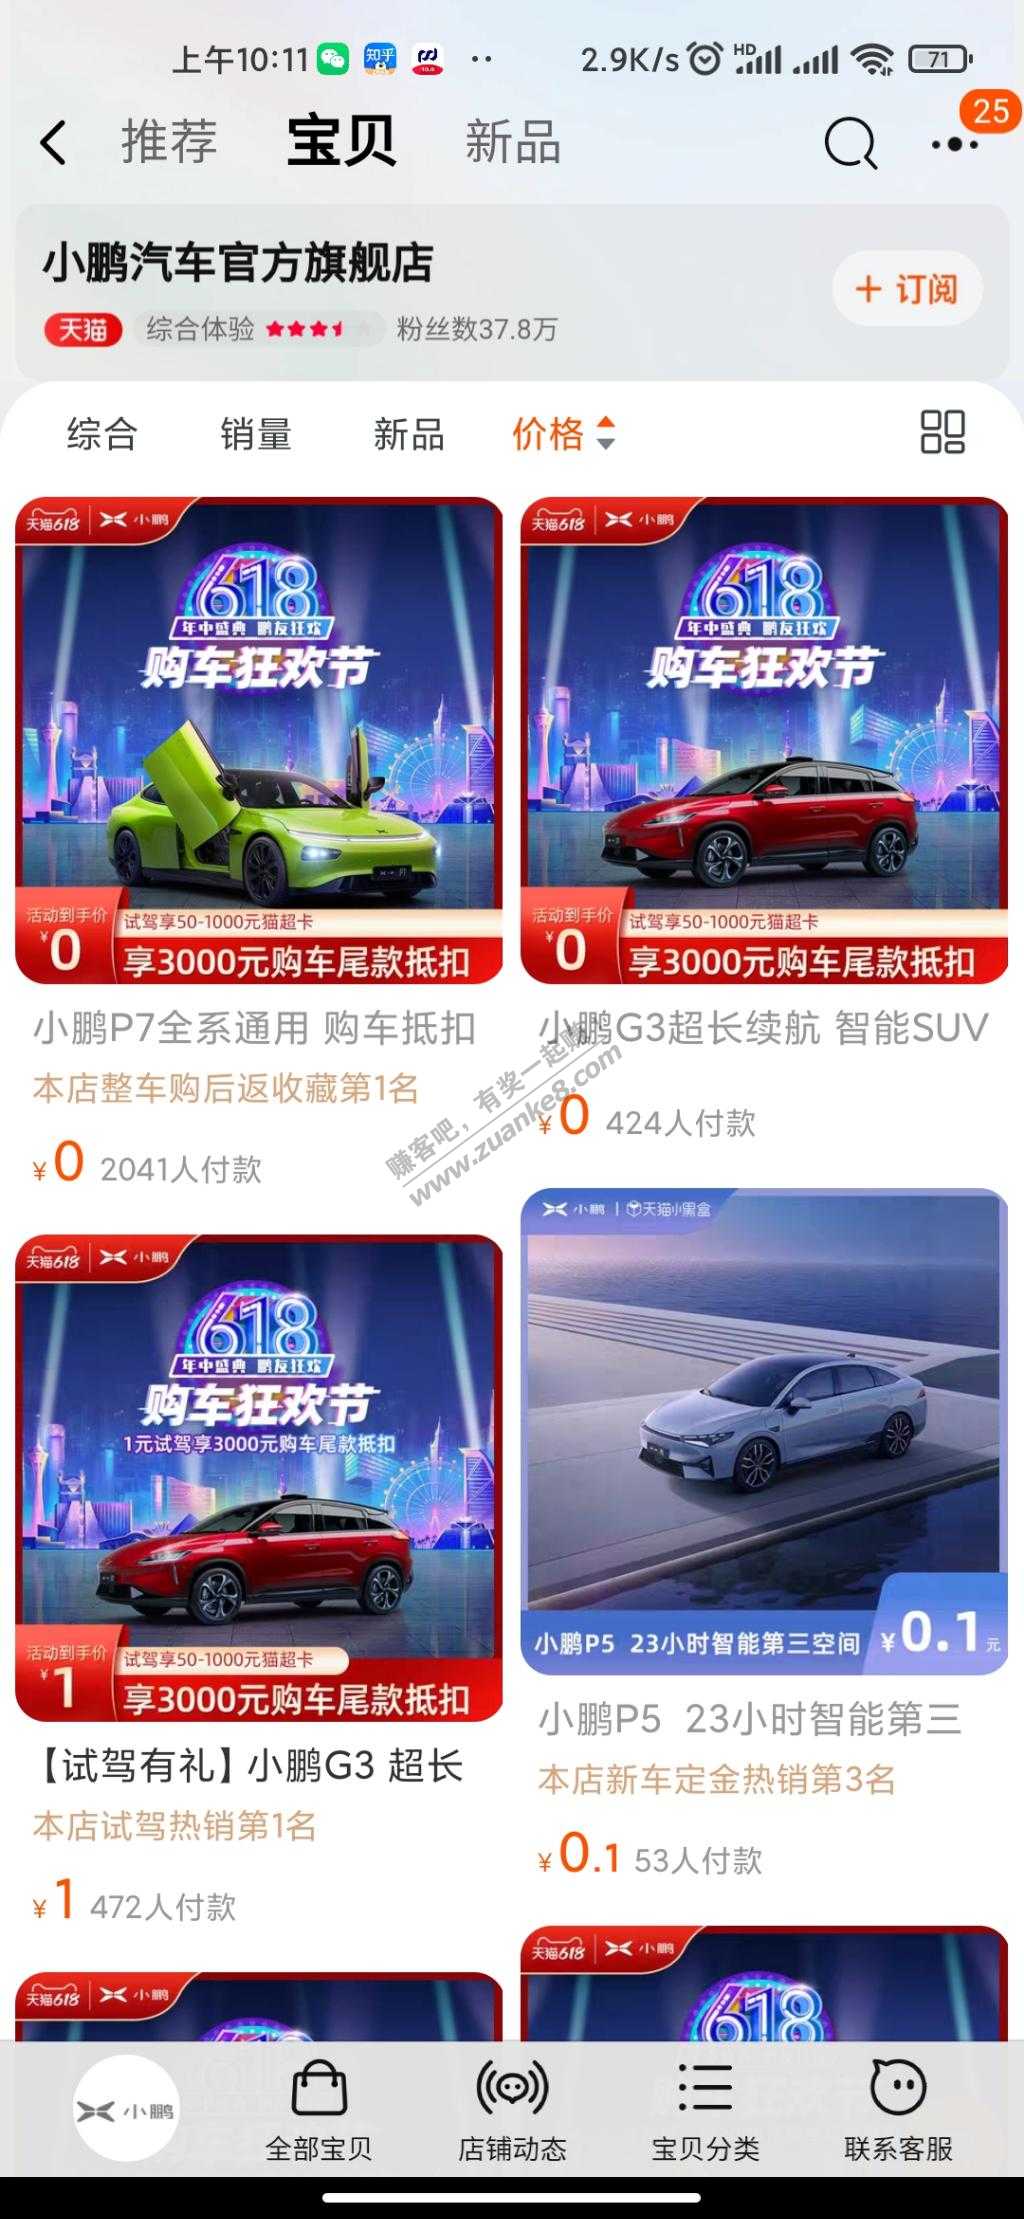 上午10:11 知乎 2.9K/s HD 71
25
推荐 宝贝 新品
小鹏汽车官方旗舰店
+ 订阅
天猫 综合体验 粉丝数37.8万
综合 销量 新品 价格
天猫618 小鹏
618
年中盛典 鹏友狂欢
购车狂欢节
P7
活动到手价
¥0
试驾享50-1000元猫超卡
享3000元购车尾款抵扣
小鹏P7全系通用 购车抵扣
本店整车购后返收藏第1名
¥0 2041人付款
天猫618 小鹏
618
年中盛典 鹏友狂欢
购车狂欢节
活动到手价
¥0
试驾享50-1000元猫超卡
享3000元购车尾款抵扣
小鹏G3超长续航 智能SUV
¥0 424人付款
赚客吧，有奖一起赚！
www.zuanke8.com
天猫618 小鹏
618
年中盛典 鹏友狂欢
购车狂欢节
1元试驾享3000元购车尾款抵扣
活动到手价
¥1
试驾享50-1000元猫超卡
享3000元购车尾款抵扣
【试驾有礼】小鹏G3 超长
本店试驾热销第1名
¥1 472人付款
小鹏 | 天猫小黑盒
小鹏P5 23小时智能第三空间 ¥0.1元
小鹏P5 23小时智能第三
本店新车定金热销第3名
¥0.1 53人付款
天猫618 小鹏
618
天猫618 小鹏
618
小鹏
全部宝贝 店铺动态 宝贝分类 联系客服